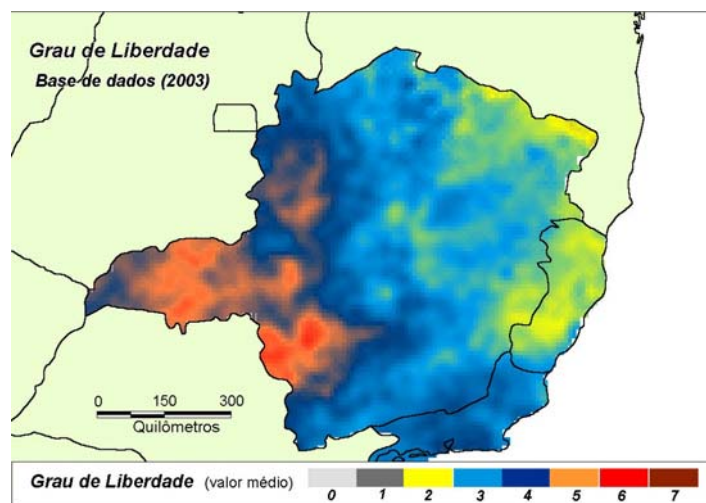 Grau de Liberdade
Base de dados (2003)
0 150 300
Quilômetros
Grau de Liberdade (valor médio)
0 1 2 3 4 5 6 7